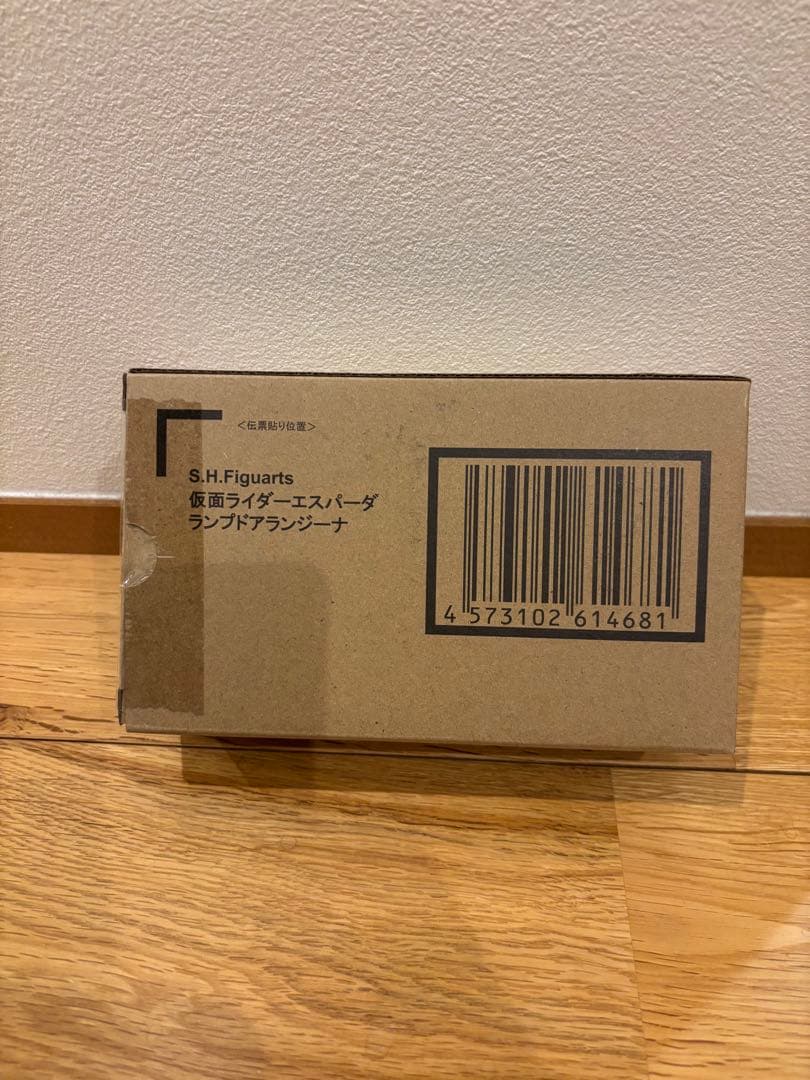 <伝票貼り位置>
S.H.Figuarts
仮面ライダーエスパーダ
ランプドアランジーナ
4 573102 614681